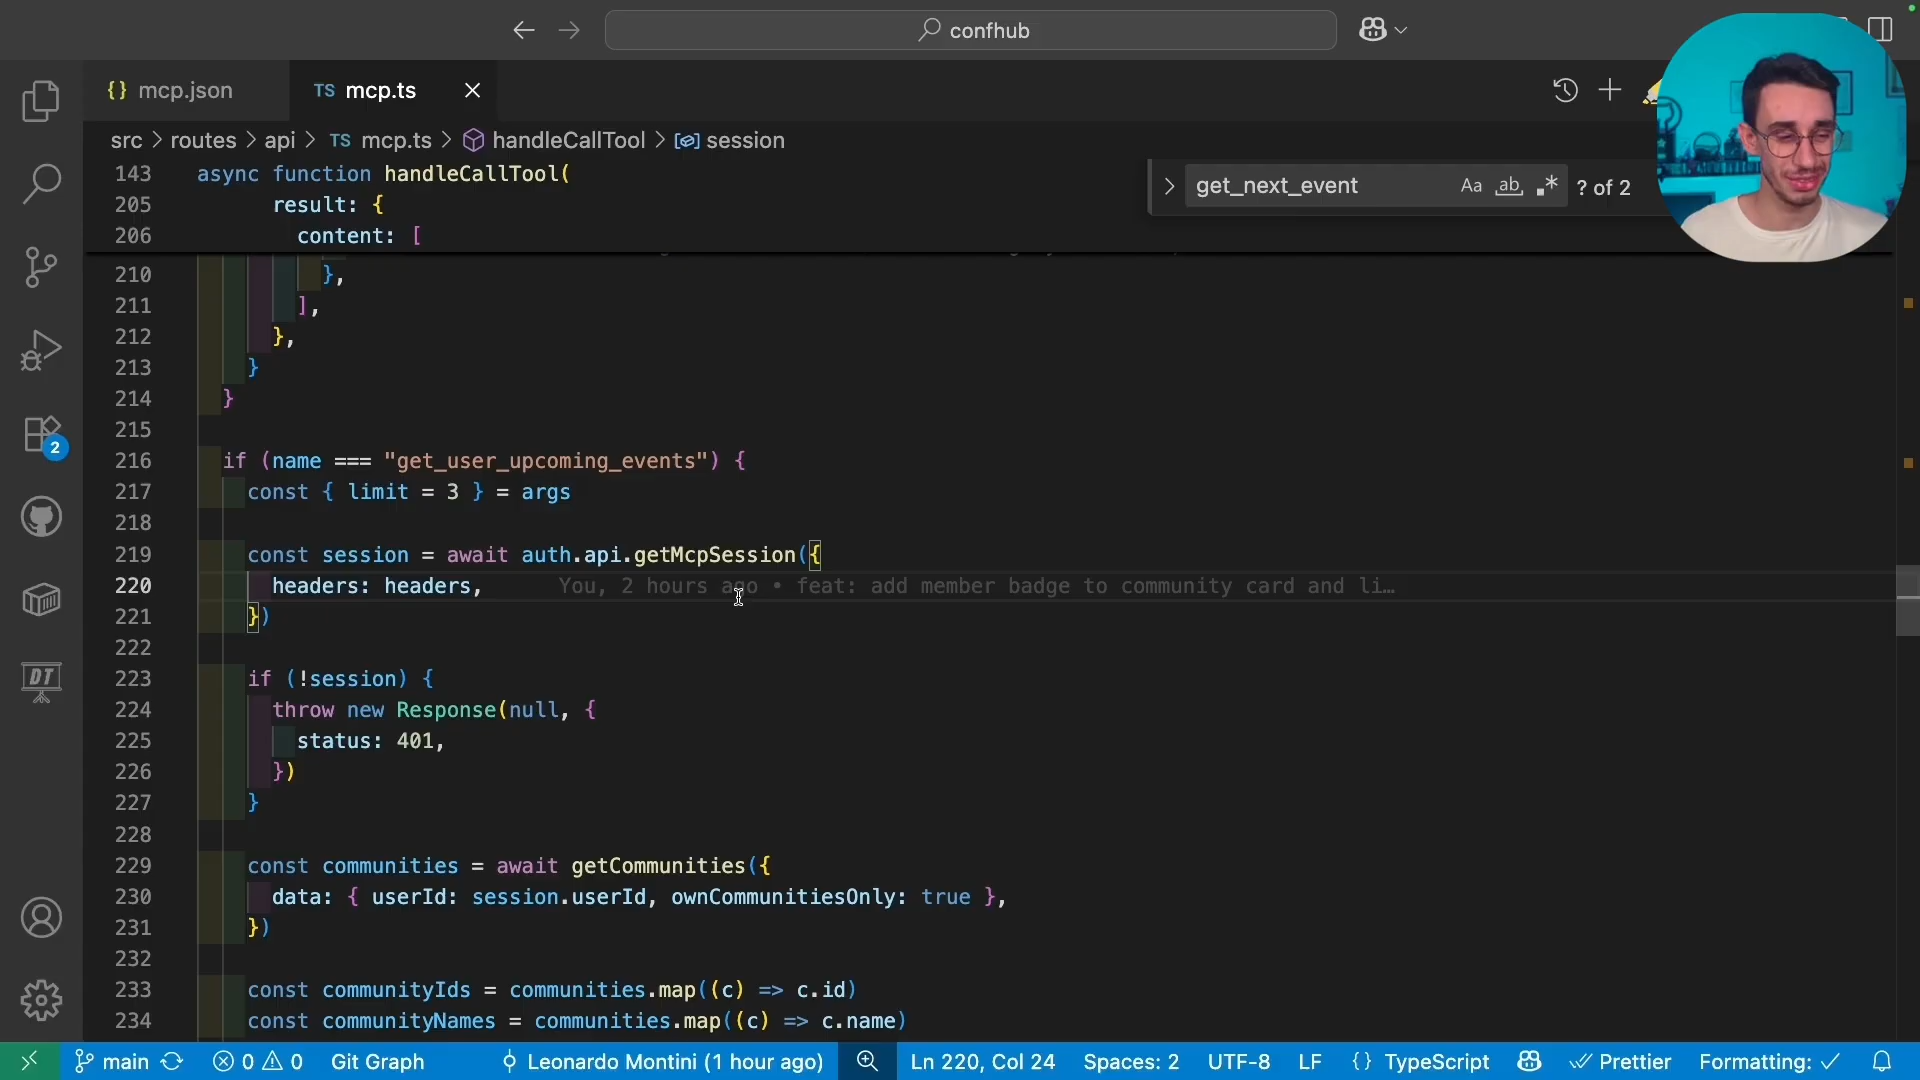 confhub
mcp.json
TS mcp.ts
src > routes > api > TS mcp.ts > handleCallTool > session
get_next_event Aa ab ? of 2
143 async function handleCallTool(
205 result: {
206 content: [
210 },
211 ],
212 },
213 }
214 }
215
216 if (name === "get_user_upcoming_events") {
217 const { limit = 3 } = args
218
219 const session = await auth.api.getMcpSession({
220 headers: headers, You, 2 hours ago • feat: add member badge to community card and li…
221 })
222
223 if (!session) {
224 throw new Response(null, {
225 status: 401,
226 })
227 }
228
229 const communities = await getCommunities({
230 data: { userId: session.userId, ownCommunitiesOnly: true },
231 })
232
233 const communityIds = communities.map((c) => c.id)
234 const communityNames = communities.map((c) => c.name)
2
DT
main 0 0 Git Graph Leonardo Montini (1 hour ago) Ln 220, Col 24 Spaces: 2 UTF-8 LF {} TypeScript Prettier Formatting: ✓